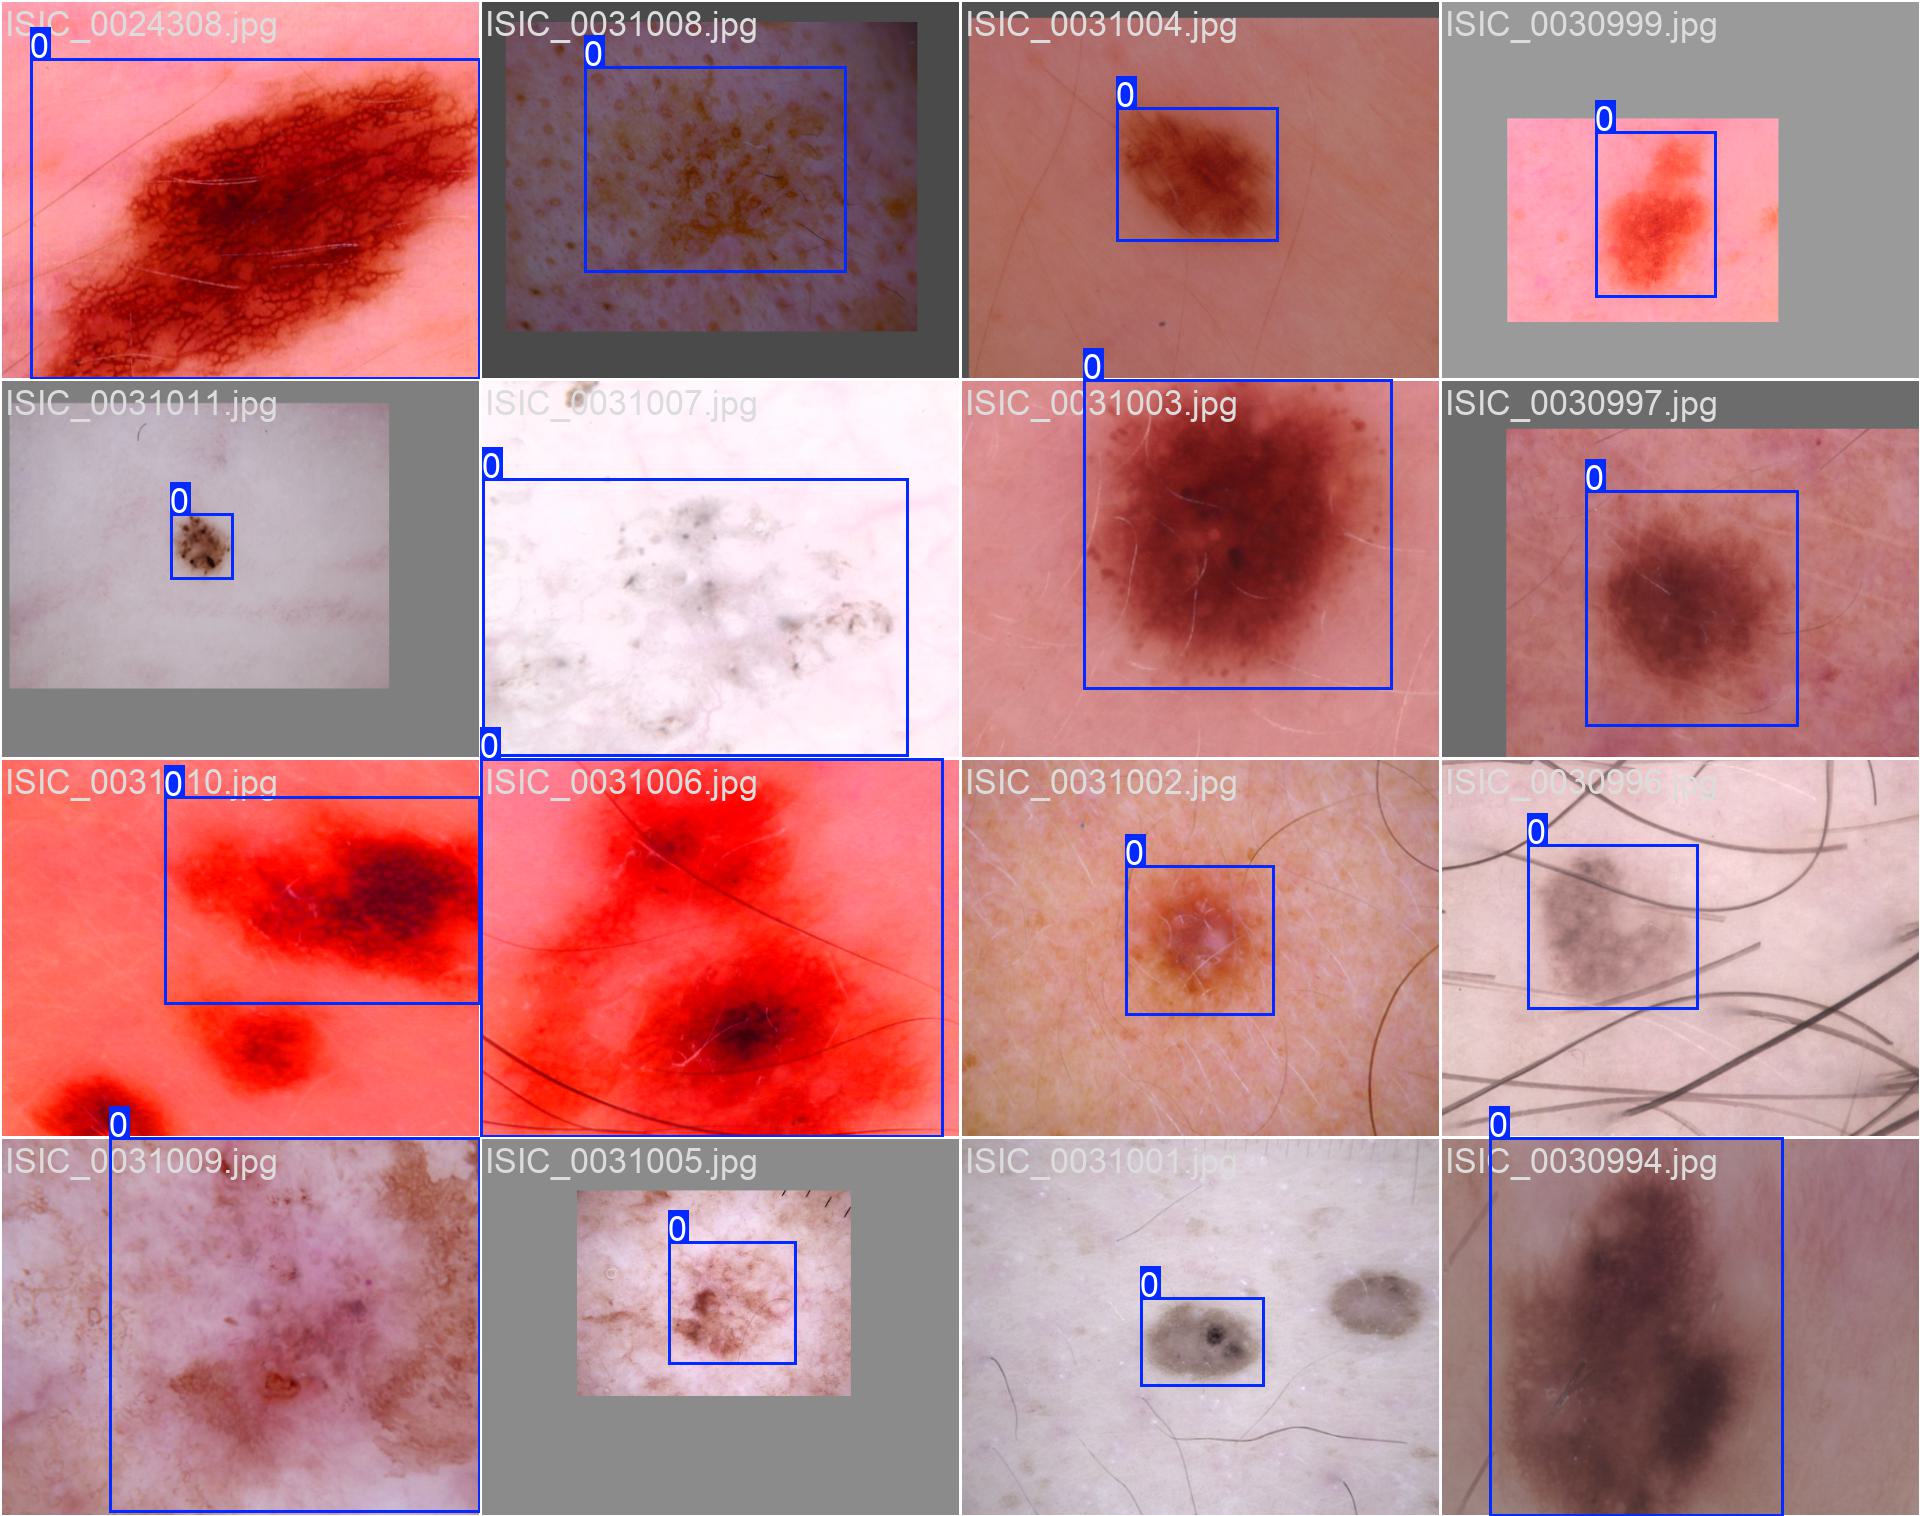 ISIC_0024308.jpg
0
ISIC_0031008.jpg
0
ISIC_0031004.jpg
0
ISIC_0030999.jpg
0
ISIC_0031011.jpg
0
ISIC_0031007.jpg
0
ISIC_0031003.jpg
0
ISIC_0030997.jpg
0
ISIC_0031010.jpg
0
ISIC_0031006.jpg
0
ISIC_0031002.jpg
0
ISIC_0030996.jpg
0
ISIC_0031009.jpg
0
ISIC_0031005.jpg
0
ISIC_0031001.jpg
0
ISIC_0030994.jpg
0